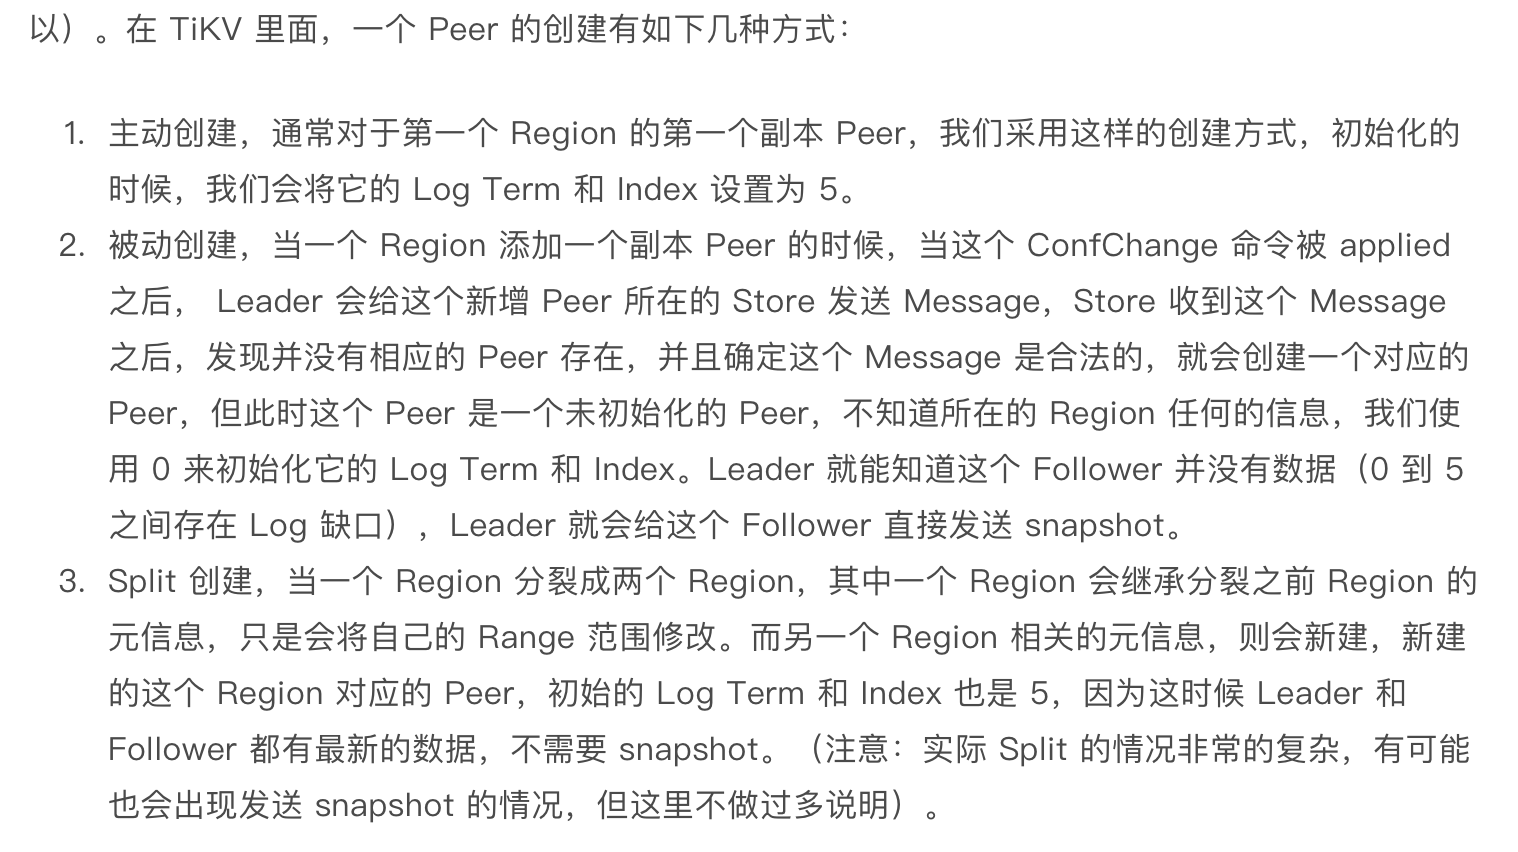 以）。在 TiKV 里面，一个 Peer 的创建有如下几种方式：
1. 主动创建，通常对于第一个 Region 的第一个副本 Peer，我们采用这样的创建方式，初始化的
时候，我们会将它的 Log Term 和 Index 设置为 5。
2. 被动创建，当一个 Region 添加一个副本 Peer 的时候，当这个 ConfChange 命令被 applied
之后， Leader 会给这个新增 Peer 所在的 Store 发送 Message，Store 收到这个 Message
之后，发现并没有相应的 Peer 存在，并且确定这个 Message 是合法的，就会创建一个对应的
Peer，但此时这个 Peer 是一个未初始化的 Peer，不知道所在的 Region 任何的信息，我们使
用 0 来初始化它的 Log Term 和 Index。Leader 就能知道这个 Follower 并没有数据（0 到 5
之间存在 Log 缺口），Leader 就会给这个 Follower 直接发送 snapshot。
3. Split 创建，当一个 Region 分裂成两个 Region，其中一个 Region 会继承分裂之前 Region 的
元信息，只是会将自己的 Range 范围修改。而另一个 Region 相关的元信息，则会新建，新建
的这个 Region 对应的 Peer，初始的 Log Term 和 Index 也是 5，因为这时候 Leader 和
Follower 都有最新的数据，不需要 snapshot。（注意：实际 Split 的情况非常的复杂，有可能
也会出现发送 snapshot 的情况，但这里不做过多说明）。